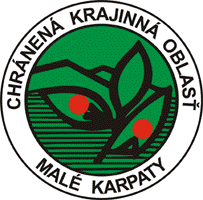 CHRÁNENÁ KRAJINNÁ OBLASŤ
MALÉ KARPATY